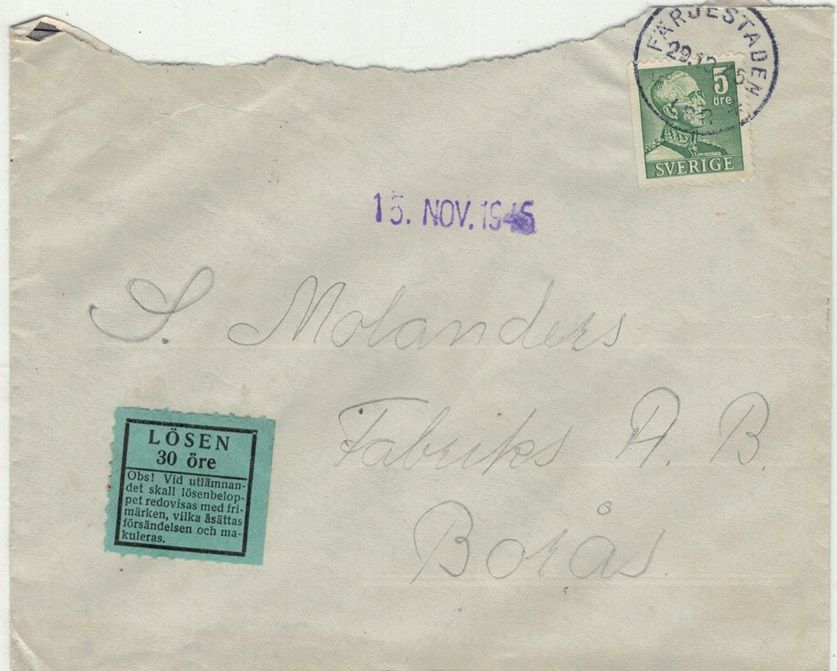 FÄRJESTADEN
5
öre
SVERIGE
15. NOV. 1945
S. Molanders
Fabriks A. B.
Borås
LÖSEN
30 öre
Obs! Vid utlämnan-
det skall lösenbelop-
pet redovisas med fri-
märken, vilka åsättas
försändelsen och ma-
kuleras.